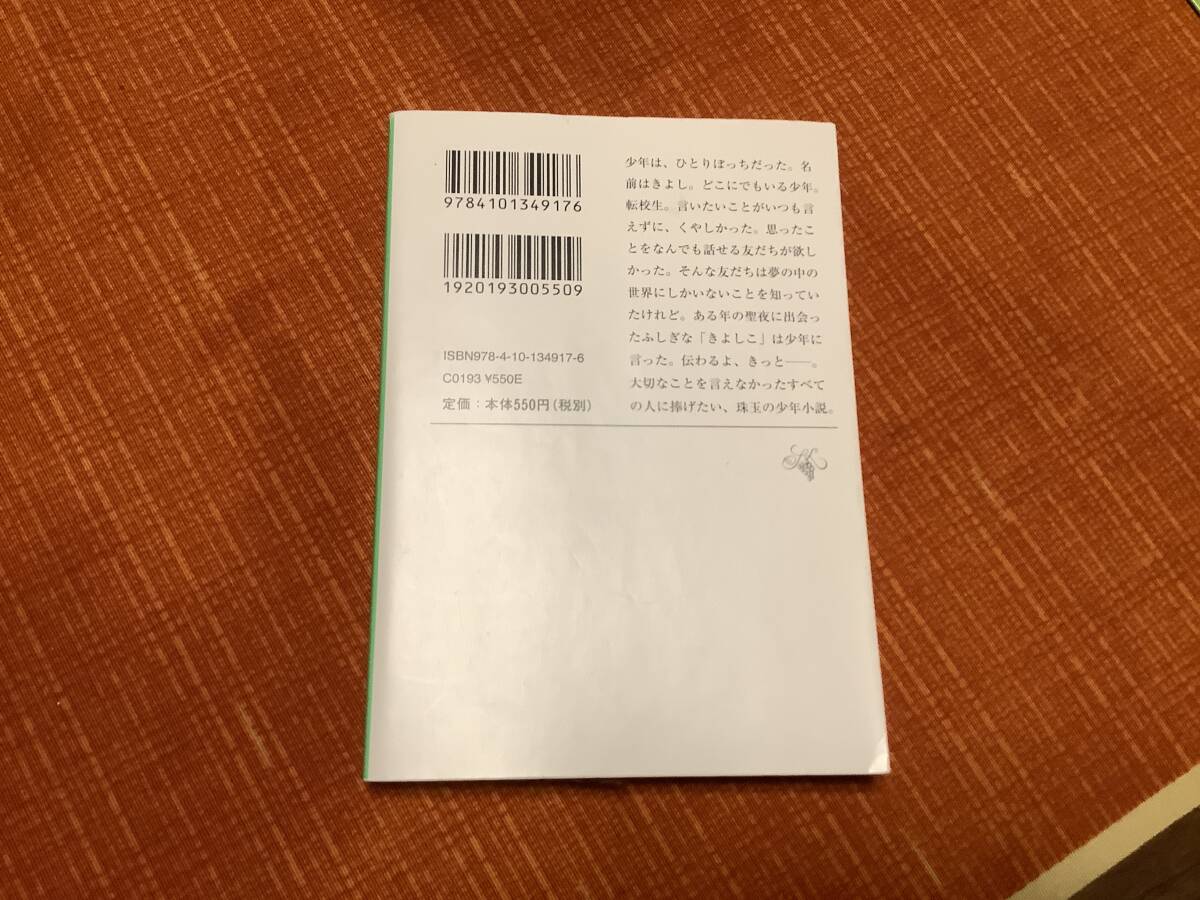 9784101349176
1920193005509
ISBN978-4-10-134917-6
C0193 ¥550E
定価：本体550円（税別）
少年は、ひとりぼっちだった。名
前はきよし。どこにでもいる少年。
転校生。言いたいことがいつも言
えずに、くやしかった。思ったこ
とをなんでも話せる友だちが欲し
かった。そんな友だちは夢の中の
世界にしかいないことを知ってい
たけれど。ある年の聖夜に出会っ
たふしぎな「きよしこ」は少年に
言った。伝わるよ、きっと──。
大切なことを言えなかったすべて
の人に捧げたい、珠玉の少年小説。